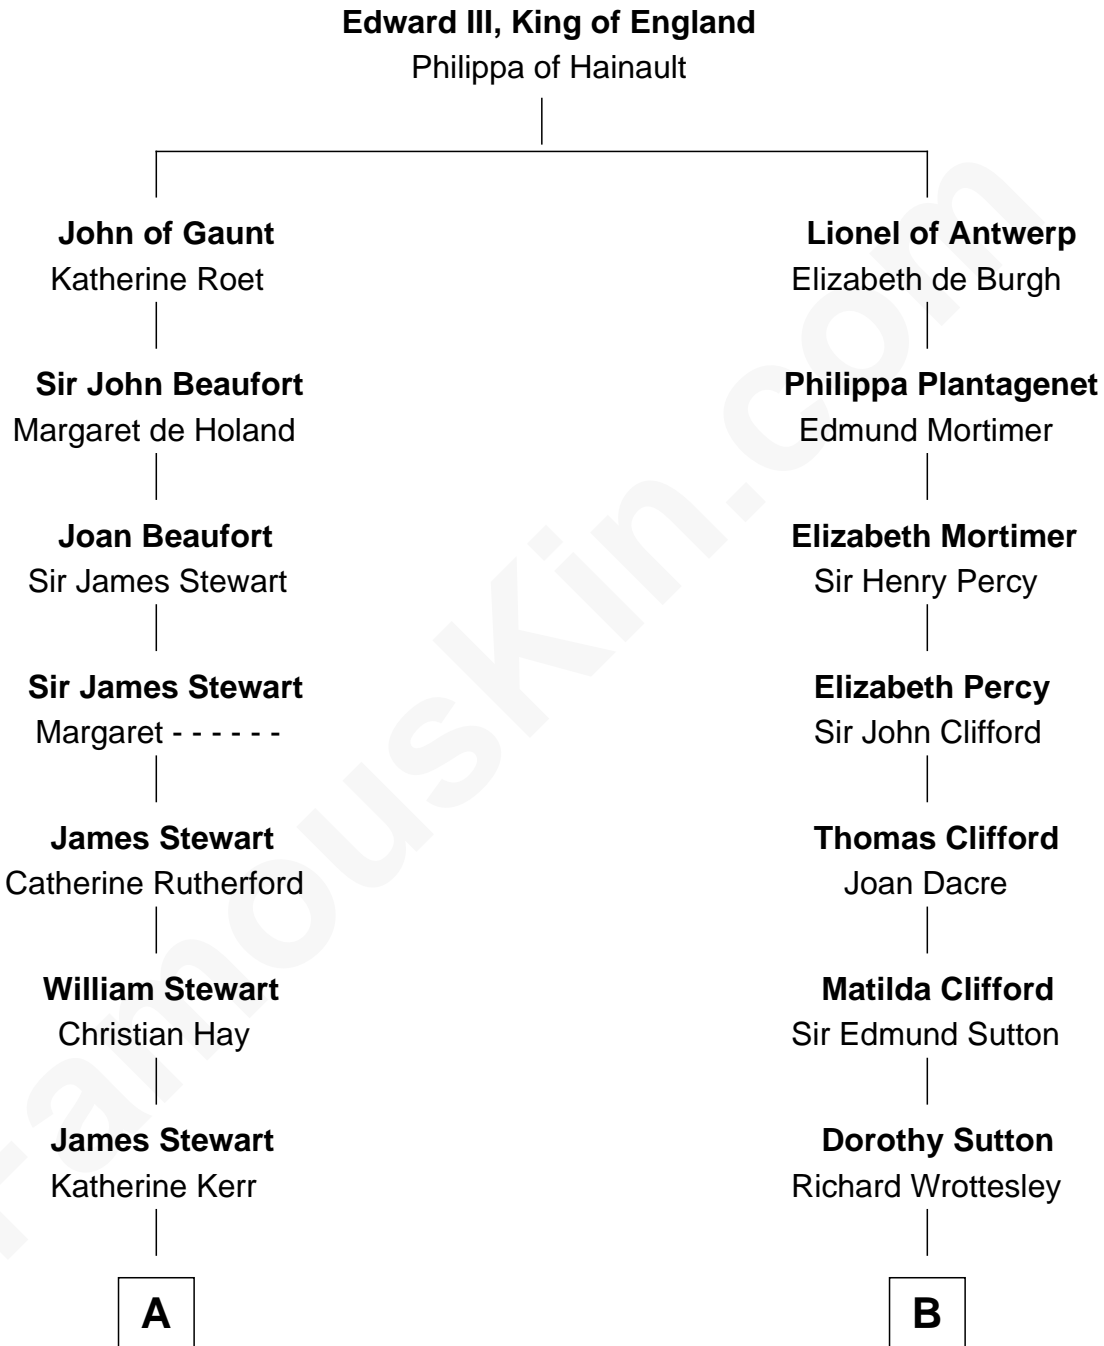 Edward III, King of England
Philippa of Hainault
John of Gaunt
Katherine Roet
Lionel of Antwerp
Elizabeth de Burgh
Sir John Beaufort
Margaret de Holand
Philippa Plantagenet
Edmund Mortimer
Joan Beaufort
Sir James Stewart
Elizabeth Mortimer
Sir Henry Percy
Sir James Stewart
Margaret - - - - - -
Elizabeth Percy
Sir John Clifford
James Stewart
Catherine Rutherford
Thomas Clifford
Joan Dacre
William Stewart
Christian Hay
Matilda Clifford
Sir Edmund Sutton
James Stewart
Katherine Kerr
Dorothy Sutton
Richard Wrottesley
A
B
FamousKin.com